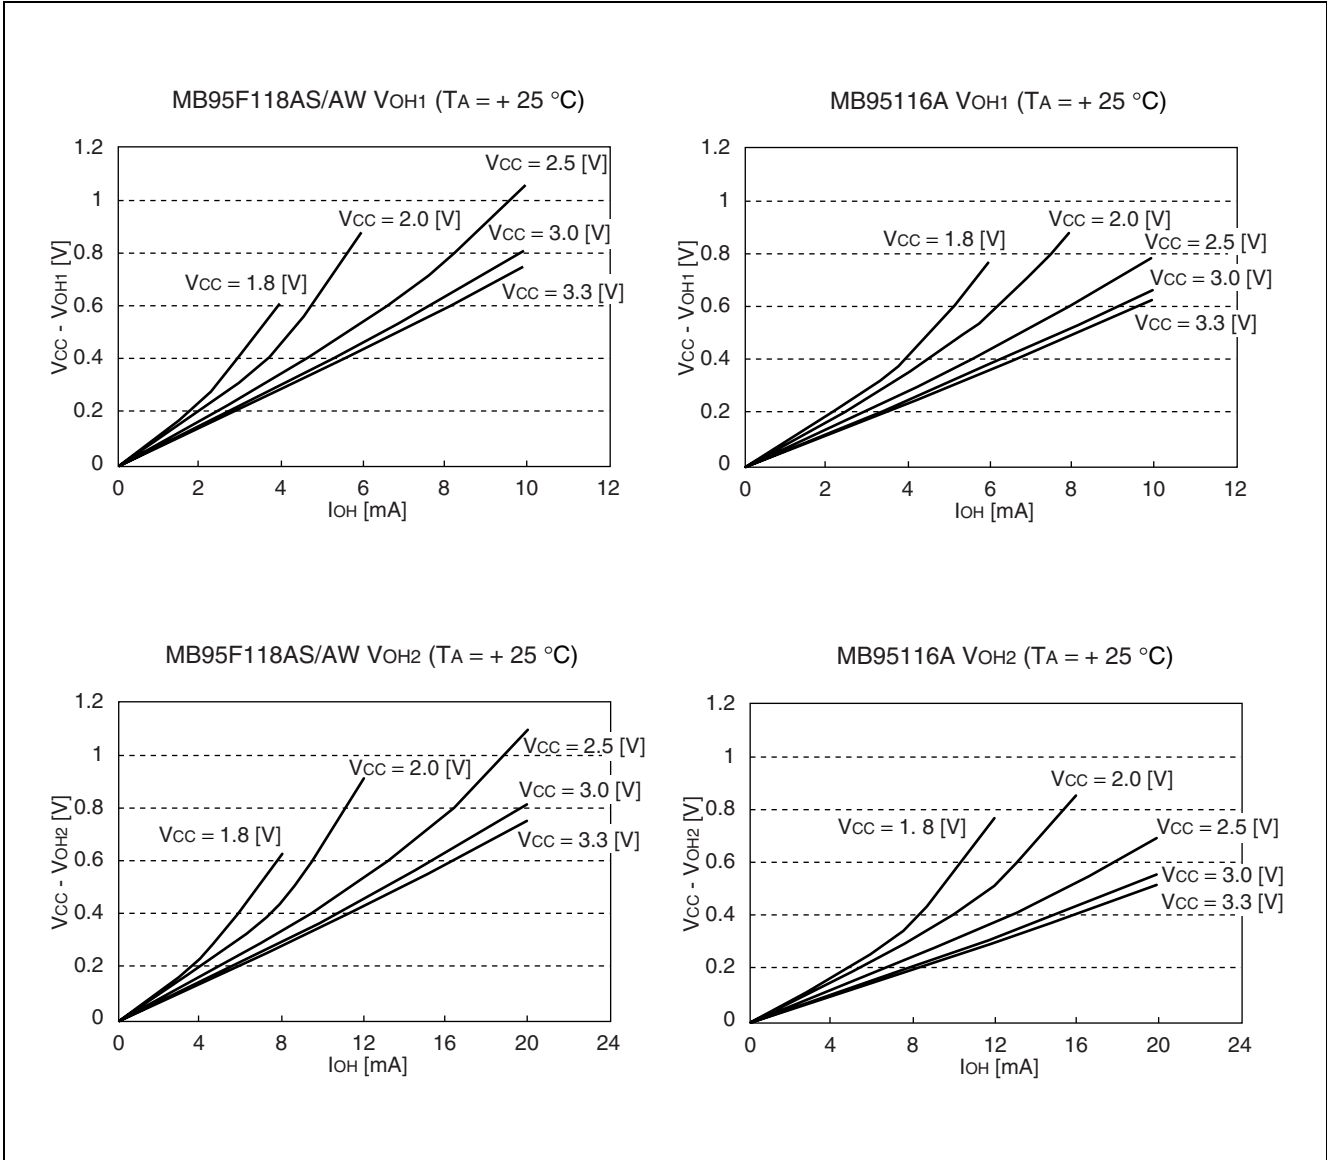 MB95F118AS/AW VOH1 (TA = + 25 °C)
VCC - VOH1 [V]
1.2
1
0.8
0.6
0.4
0.2
0
VCC = 2.5 [V]
VCC = 2.0 [V]
VCC = 3.0 [V]
VCC = 1.8 [V]
VCC = 3.3 [V]
0 2 4 6 8 10 12
IOH [mA]
MB95116A VOH1 (TA = + 25 °C)
VCC - VOH1 [V]
1.2
1
0.8
0.6
0.4
0.2
0
VCC = 2.0 [V]
VCC = 1.8 [V]
VCC = 2.5 [V]
VCC = 3.0 [V]
VCC = 3.3 [V]
0 2 4 6 8 10 12
IOH [mA]
MB95F118AS/AW VOH2 (TA = + 25 °C)
VCC - VOH2 [V]
1.2
1
0.8
0.6
0.4
0.2
0
VCC = 2.5 [V]
VCC = 2.0 [V]
VCC = 3.0 [V]
VCC = 1.8 [V]
VCC = 3.3 [V]
0 4 8 12 16 20 24
IOH [mA]
MB95116A VOH2 (TA = + 25 °C)
VCC - VOH2 [V]
1.2
1
0.8
0.6
0.4
0.2
0
VCC = 2.0 [V]
VCC = 1. 8 [V]
VCC = 2.5 [V]
VCC = 3.0 [V]
VCC = 3.3 [V]
0 4 8 12 16 20 24
IOH [mA]